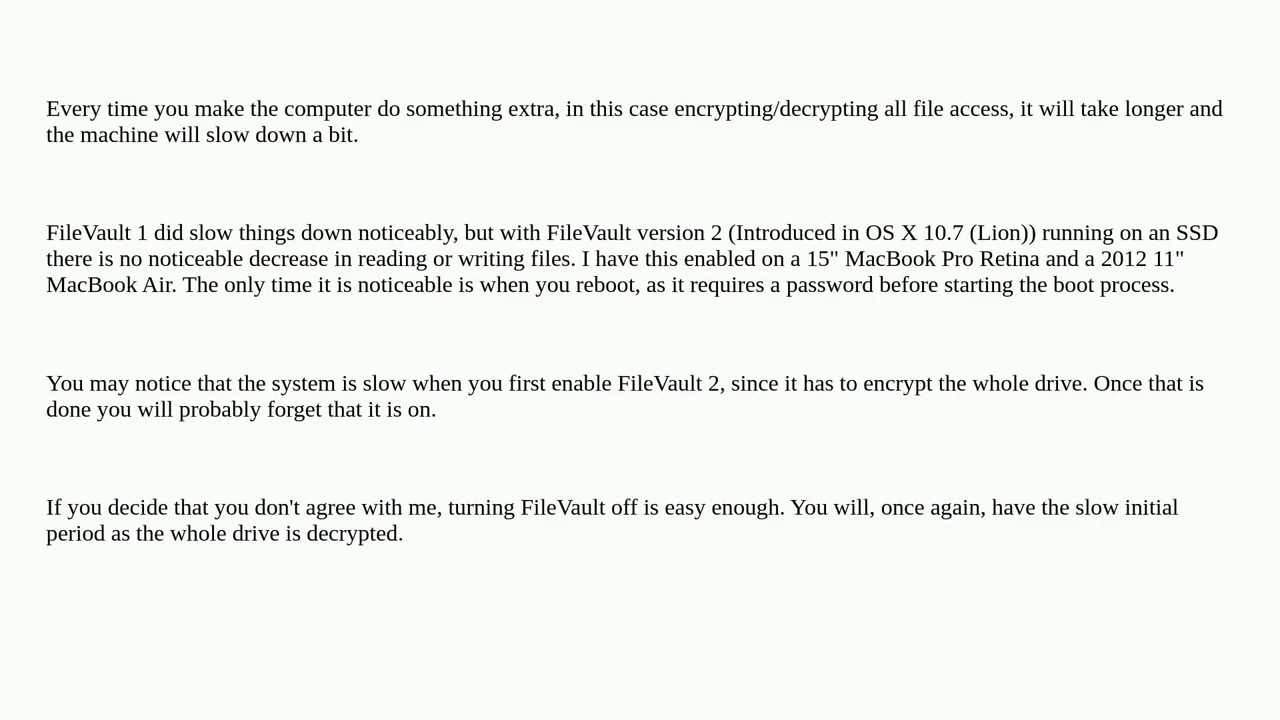 Every time you make the computer do something extra, in this case encrypting/decrypting all file access, it will take longer and
the machine will slow down a bit.
FileVault 1 did slow things down noticeably, but with FileVault version 2 (Introduced in OS X 10.7 (Lion)) running on an SSD
there is no noticeable decrease in reading or writing files. I have this enabled on a 15" MacBook Pro Retina and a 2012 11"
MacBook Air. The only time it is noticeable is when you reboot, as it requires a password before starting the boot process.
You may notice that the system is slow when you first enable FileVault 2, since it has to encrypt the whole drive. Once that is
done you will probably forget that it is on.
If you decide that you don't agree with me, turning FileVault off is easy enough. You will, once again, have the slow initial
period as the whole drive is decrypted.